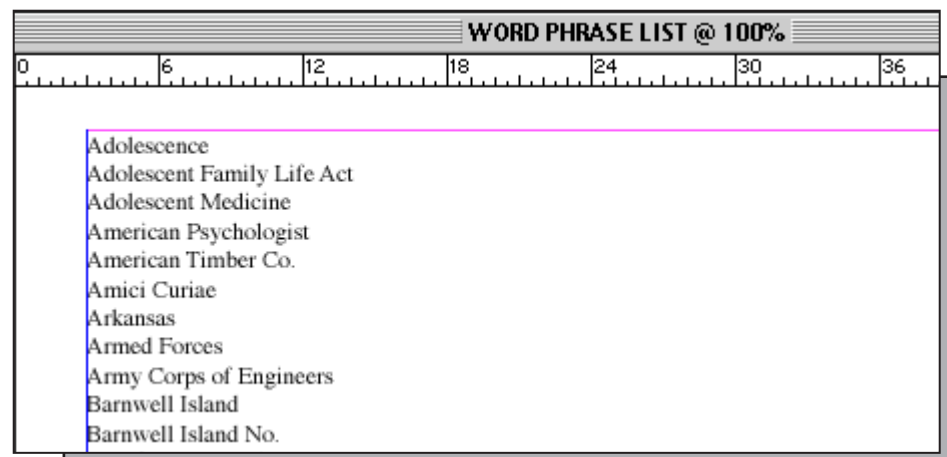 WORD PHRASE LIST @ 100%
0 6 12 18 24 30 36
Adolescence
Adolescent Family Life Act
Adolescent Medicine
American Psychologist
American Timber Co.
Amici Curiae
Arkansas
Armed Forces
Army Corps of Engineers
Barnwell Island
Barnwell Island No.